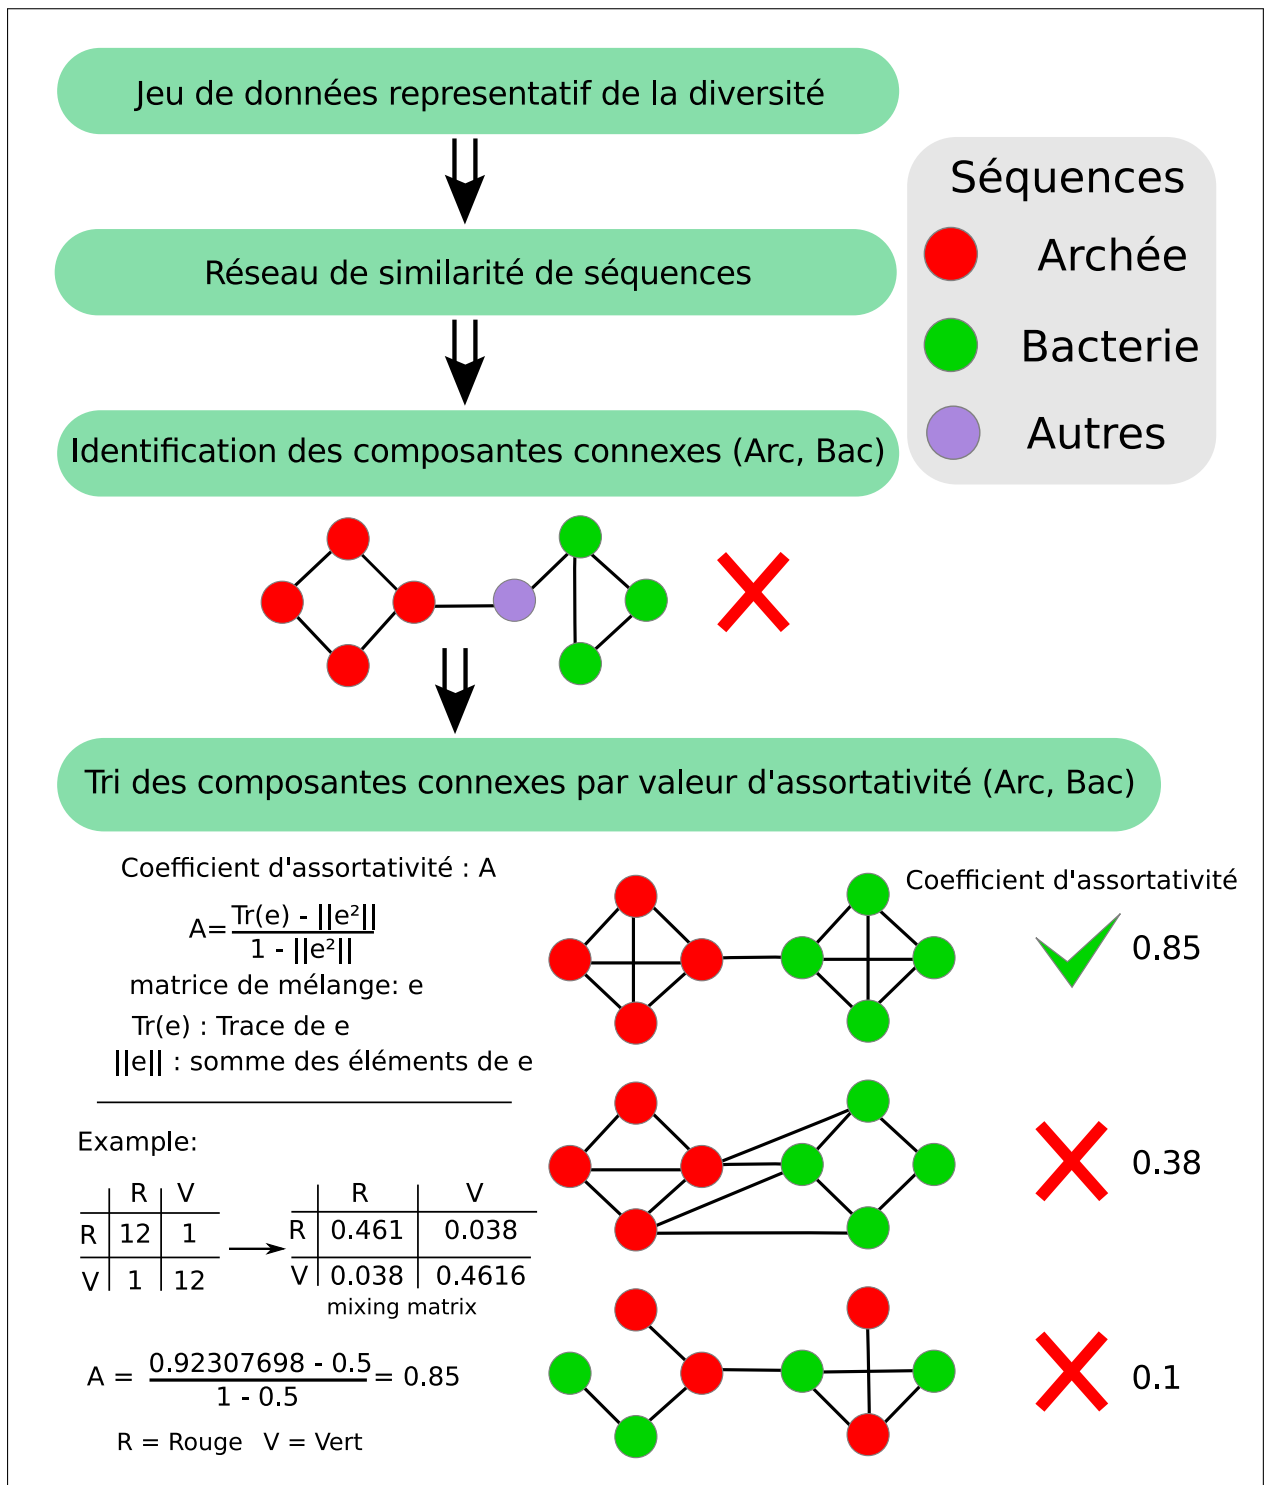 Jeu de données representatif de la diversité
Réseau de similarité de séquences
Séquences
Archée
Bacterie
Autres
Identification des composantes connexes (Arc, Bac)
Tri des composantes connexes par valeur d'assortativité (Arc, Bac)
Coefficient d'assortativité : A
A= Tr(e) - ||e²||
1 - ||e²||
matrice de mélange: e
Tr(e) : Trace de e
||e|| : somme des éléments de e
Example:
R V
R 12 1
V 1 12
R V
R 0.461 0.038
V 0.038 0.4616
mixing matrix
A = 0.92307698 - 0.5 = 0.85
1 - 0.5
R = Rouge V = Vert
Coefficient d'assortativité
0.85
0.38
0.1